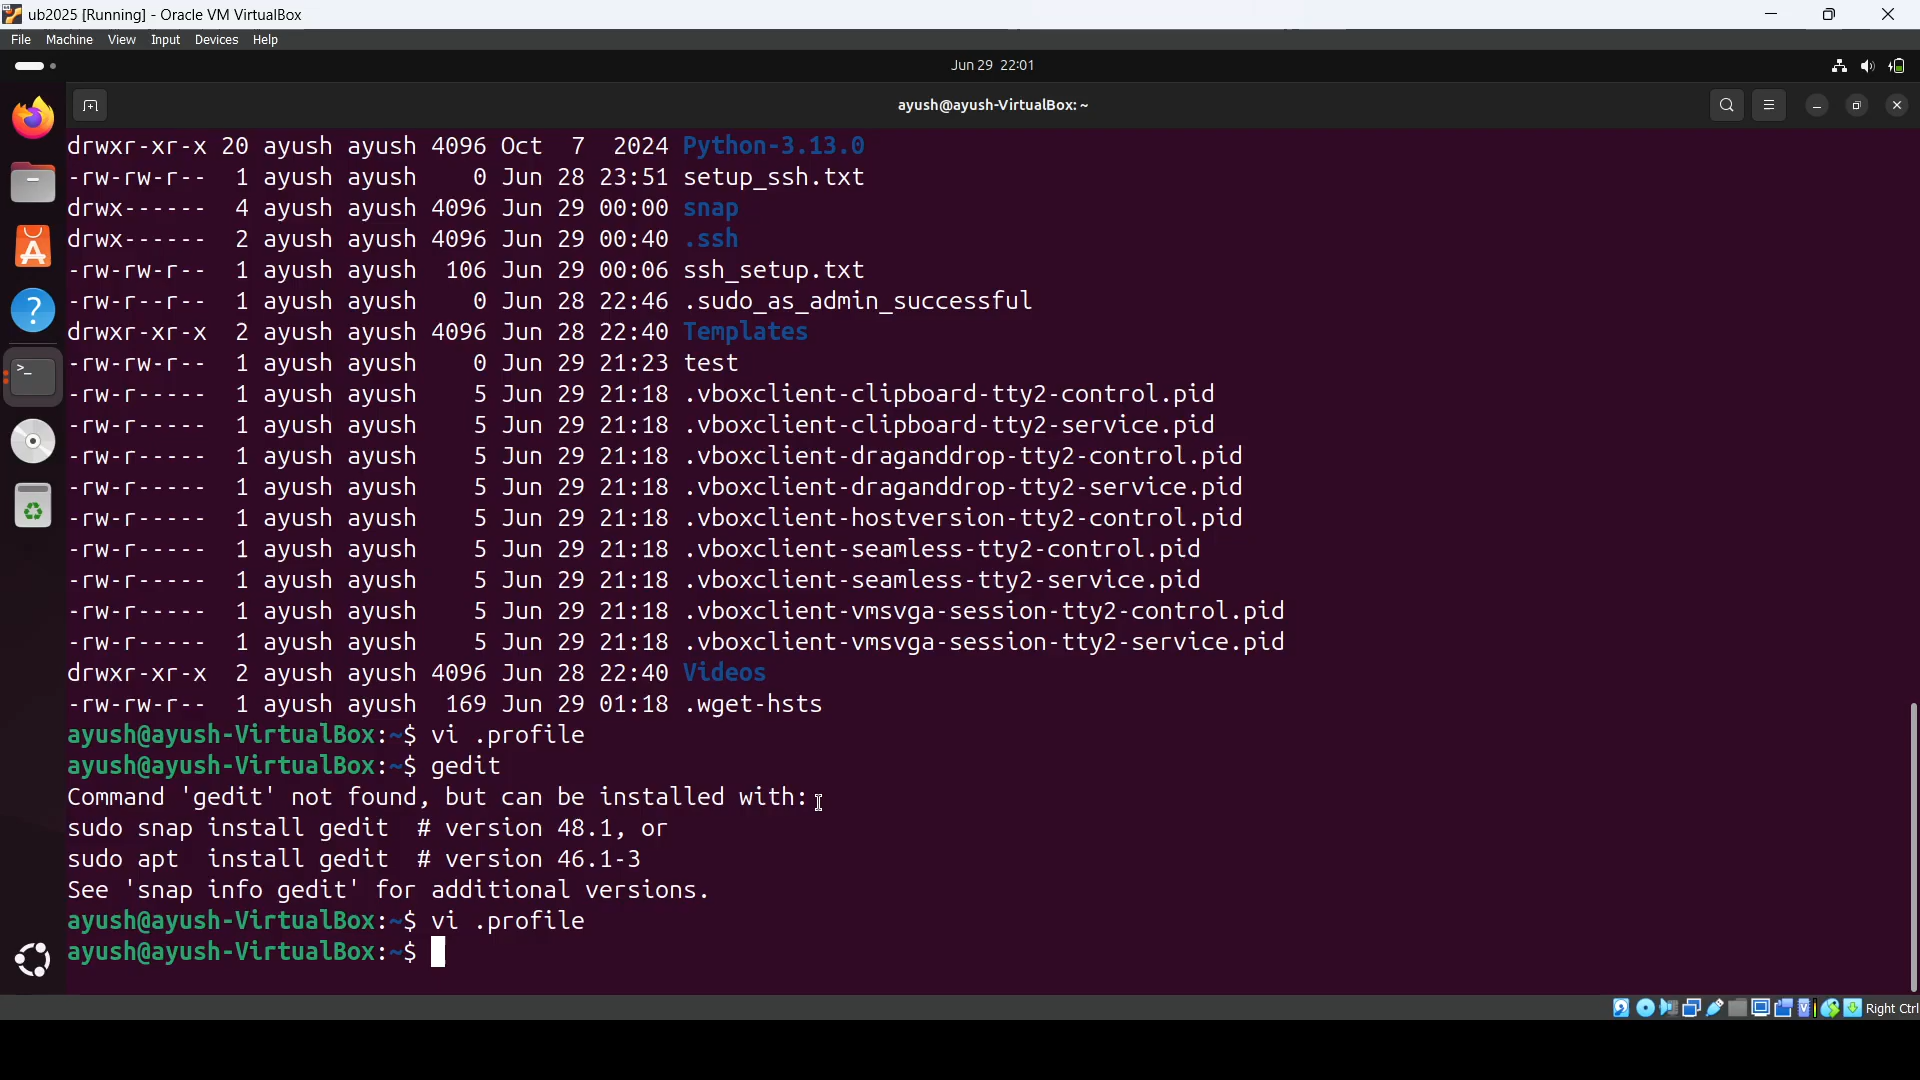 ub2025 [Running] - Oracle VM VirtualBox
File Machine View Input Devices Help
Jun 29 22:01
ayush@ayush-VirtualBox: ~
drwxr-xr-x 20 ayush ayush 4096 Oct  7  2024 Python-3.13.0
-rw-rw-r--  1 ayush ayush    0 Jun 28 23:51 setup_ssh.txt
drwx------  4 ayush ayush 4096 Jun 29 00:00 snap
drwx------  2 ayush ayush 4096 Jun 29 00:40 .ssh
-rw-rw-r--  1 ayush ayush  106 Jun 29 00:06 ssh_setup.txt
-rw-r--r--  1 ayush ayush    0 Jun 28 22:46 .sudo_as_admin_successful
drwxr-xr-x  2 ayush ayush 4096 Jun 28 22:40 Templates
-rw-rw-r--  1 ayush ayush    0 Jun 29 21:23 test
-rw-r-----  1 ayush ayush    5 Jun 29 21:18 .vboxclient-clipboard-tty2-control.pid
-rw-r-----  1 ayush ayush    5 Jun 29 21:18 .vboxclient-clipboard-tty2-service.pid
-rw-r-----  1 ayush ayush    5 Jun 29 21:18 .vboxclient-draganddrop-tty2-control.pid
-rw-r-----  1 ayush ayush    5 Jun 29 21:18 .vboxclient-draganddrop-tty2-service.pid
-rw-r-----  1 ayush ayush    5 Jun 29 21:18 .vboxclient-hostversion-tty2-control.pid
-rw-r-----  1 ayush ayush    5 Jun 29 21:18 .vboxclient-seamless-tty2-control.pid
-rw-r-----  1 ayush ayush    5 Jun 29 21:18 .vboxclient-seamless-tty2-service.pid
-rw-r-----  1 ayush ayush    5 Jun 29 21:18 .vboxclient-vmsvga-session-tty2-control.pid
-rw-r-----  1 ayush ayush    5 Jun 29 21:18 .vboxclient-vmsvga-session-tty2-service.pid
drwxr-xr-x  2 ayush ayush 4096 Jun 28 22:40 Videos
-rw-rw-r--  1 ayush ayush  169 Jun 29 01:18 .wget-hsts
ayush@ayush-VirtualBox:~$ vi .profile
ayush@ayush-VirtualBox:~$ gedit
Command 'gedit' not found, but can be installed with:
sudo snap install gedit  # version 48.1, or
sudo apt  install gedit  # version 46.1-3
See 'snap info gedit' for additional versions.
ayush@ayush-VirtualBox:~$ vi .profile
ayush@ayush-VirtualBox:~$
Right Ctrl